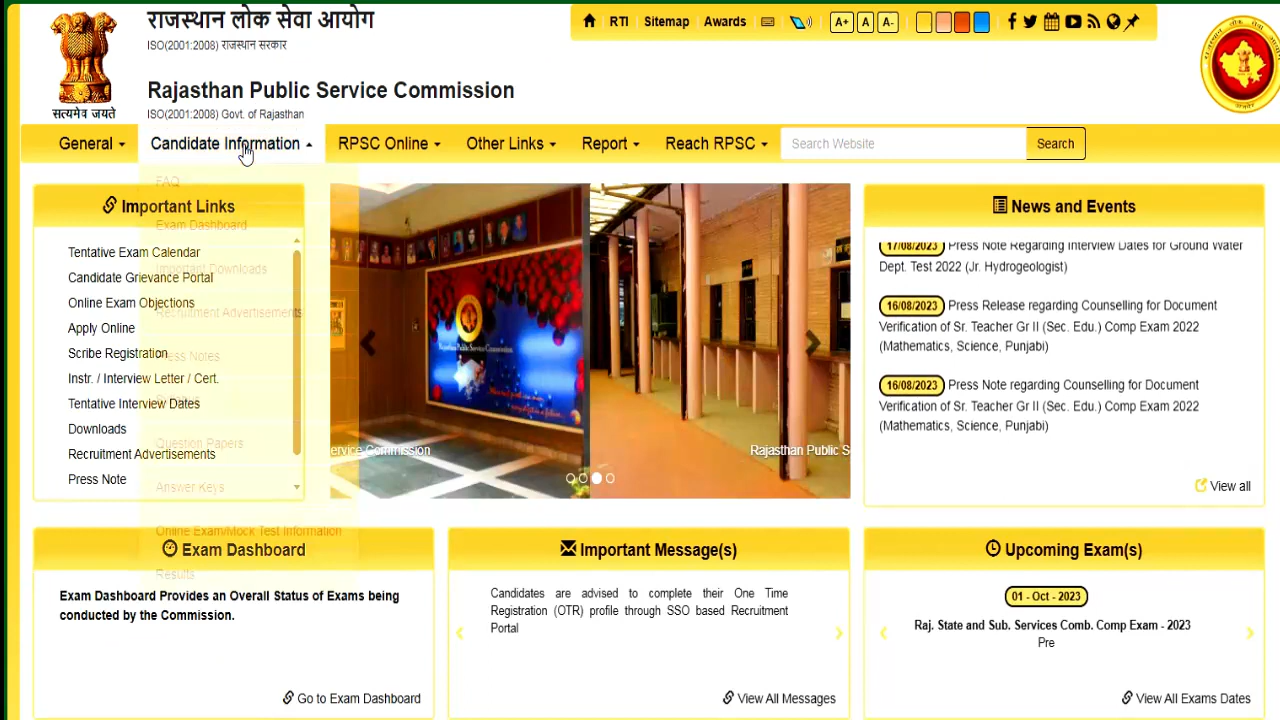 राजस्थान लोक सेवा आयोग
ISO(2001:2008) राजस्थान सरकार
Rajasthan Public Service Commission
ISO(2001:2008) Govt. of Rajasthan
सत्यमेव जयते
RTI Sitemap Awards A+ A A-
General Candidate Information RPSC Online Other Links Report Reach RPSC Search Website Search
FAQ
Exam Dashboard
Important Downloads
Recruitment Advertisements
Press Notes
Question Papers
Answer Keys
Online Exam/Mock Test Information
Results
Important Links
Tentative Exam Calendar
Candidate Grievance Portal
Online Exam Objections
Apply Online
Scribe Registration
Instr. / Interview Letter / Cert.
Tentative Interview Dates
Downloads
Recruitment Advertisements
Press Note
Rajasthan Public Service Commission
ervice Commission
Rajasthan Public S
News and Events
17/08/2023 Press Note Regarding Interview Dates for Ground Water
Dept. Test 2022 (Jr. Hydrogeologist)
16/08/2023 Press Release regarding Counselling for Document
Verification of Sr. Teacher Gr II (Sec. Edu.) Comp Exam 2022
(Mathematics, Science, Punjabi)
16/08/2023 Press Note regarding Counselling for Document
Verification of Sr. Teacher Gr II (Sec. Edu.) Comp Exam 2022
(Mathematics, Science, Punjabi)
View all
Exam Dashboard
Exam Dashboard Provides an Overall Status of Exams being
conducted by the Commission.
Go to Exam Dashboard
Important Message(s)
Candidates are advised to complete their One Time
Registration (OTR) profile through SSO based Recruitment
Portal
View All Messages
Upcoming Exam(s)
01 - Oct - 2023
Raj. State and Sub. Services Comb. Comp Exam - 2023
Pre
View All Exams Dates